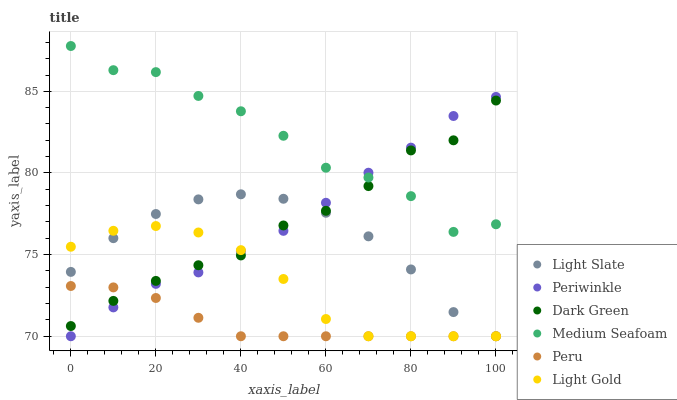 title
yaxis_label
85
80
75
70
0
20
40
60
80
100
xaxis_label
Light Slate
Periwinkle
Dark Green
Medium Seafoam
Peru
Light Gold